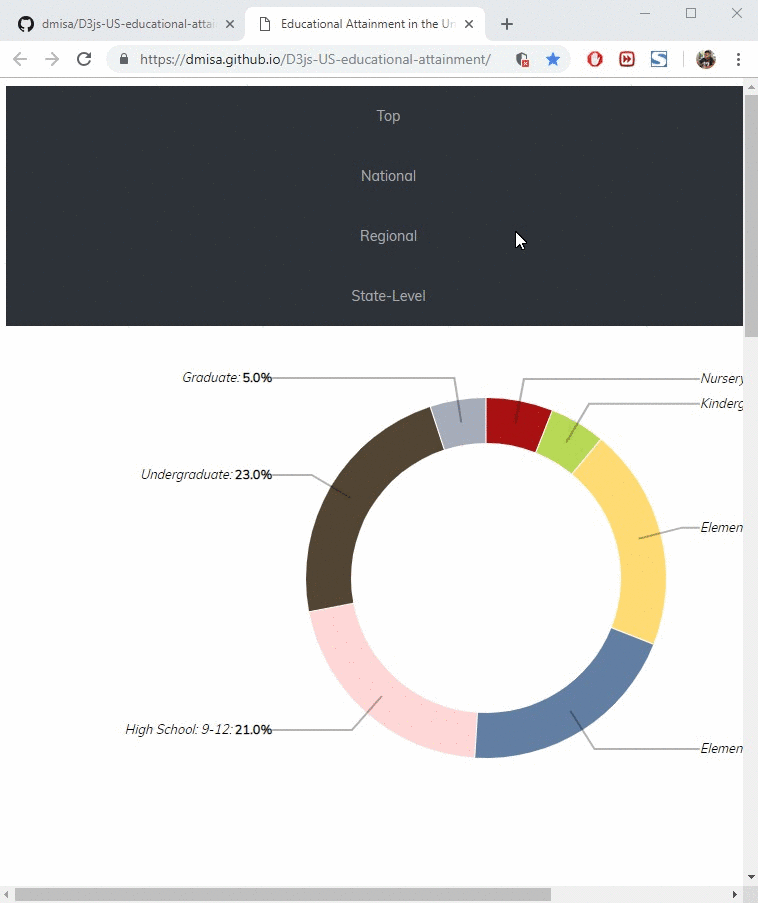 dmisa/D3js-US-educational-attai
Educational Attainment in the Un
https://dmisa.github.io/D3js-US-educational-attainment/
Top
National
Regional
State-Level
Graduate: 5.0%
Nursery
Kinderg
Undergraduate: 23.0%
Elemen
High School: 9-12: 21.0%
Elemen